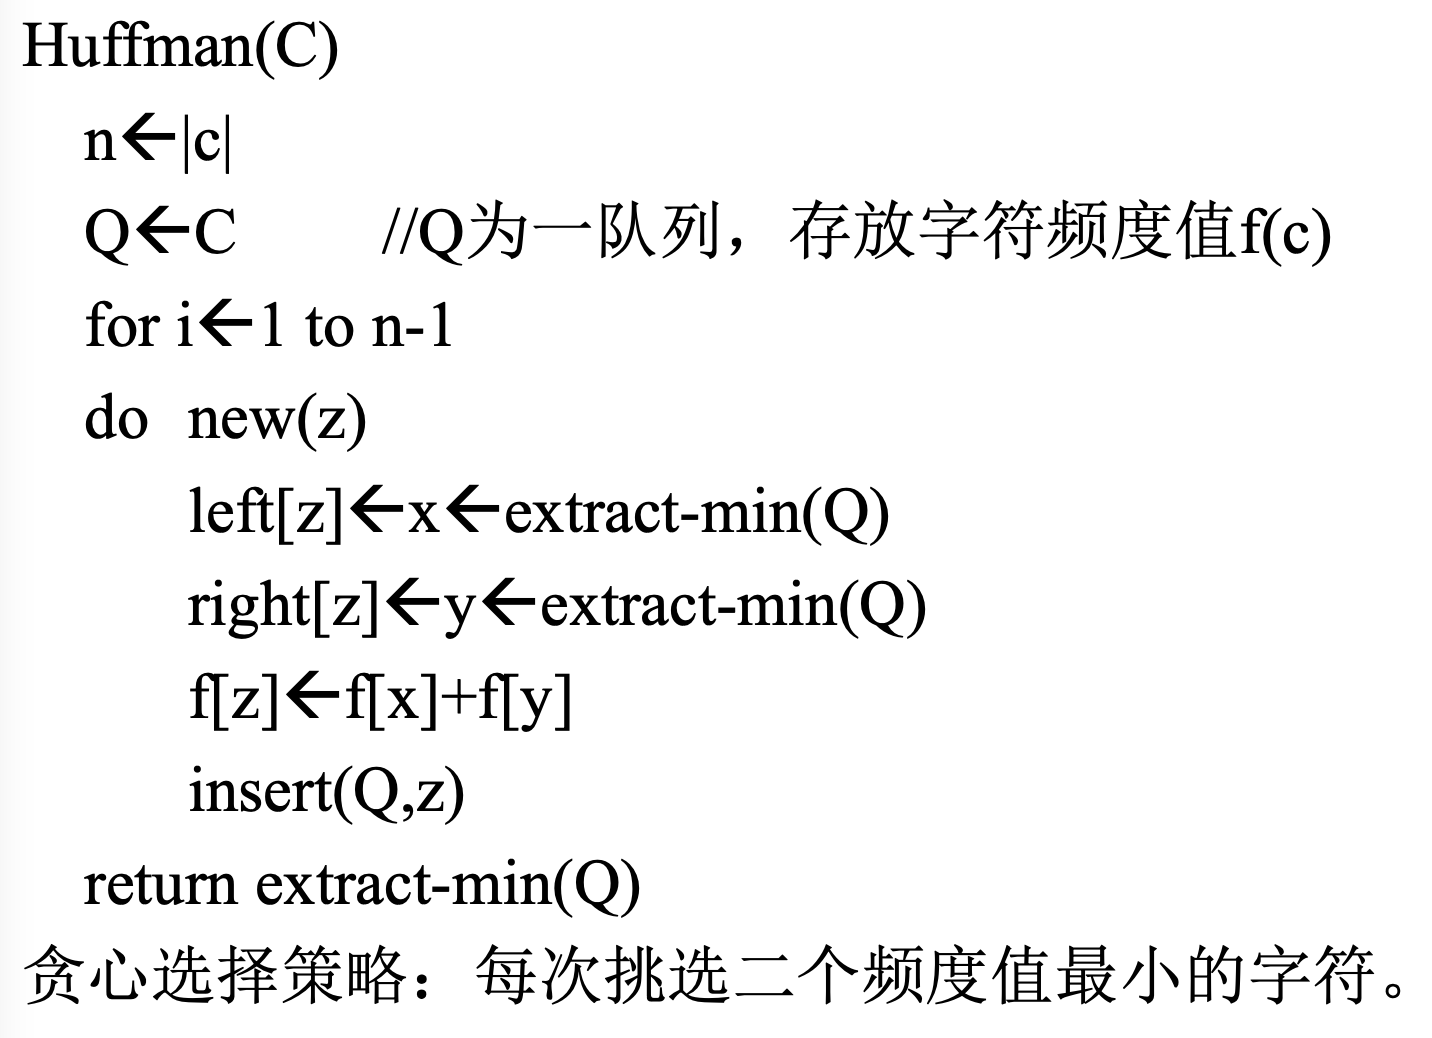 Huffman(C)
n←|c|
Q←C //Q为一队列，存放字符频度值f(c)
for i←1 to n-1
do new(z)
left[z]←x←extract-min(Q)
right[z]←y←extract-min(Q)
f[z]←f[x]+f[y]
insert(Q,z)
return extract-min(Q)
贪心选择策略：每次挑选二个频度值最小的字符。